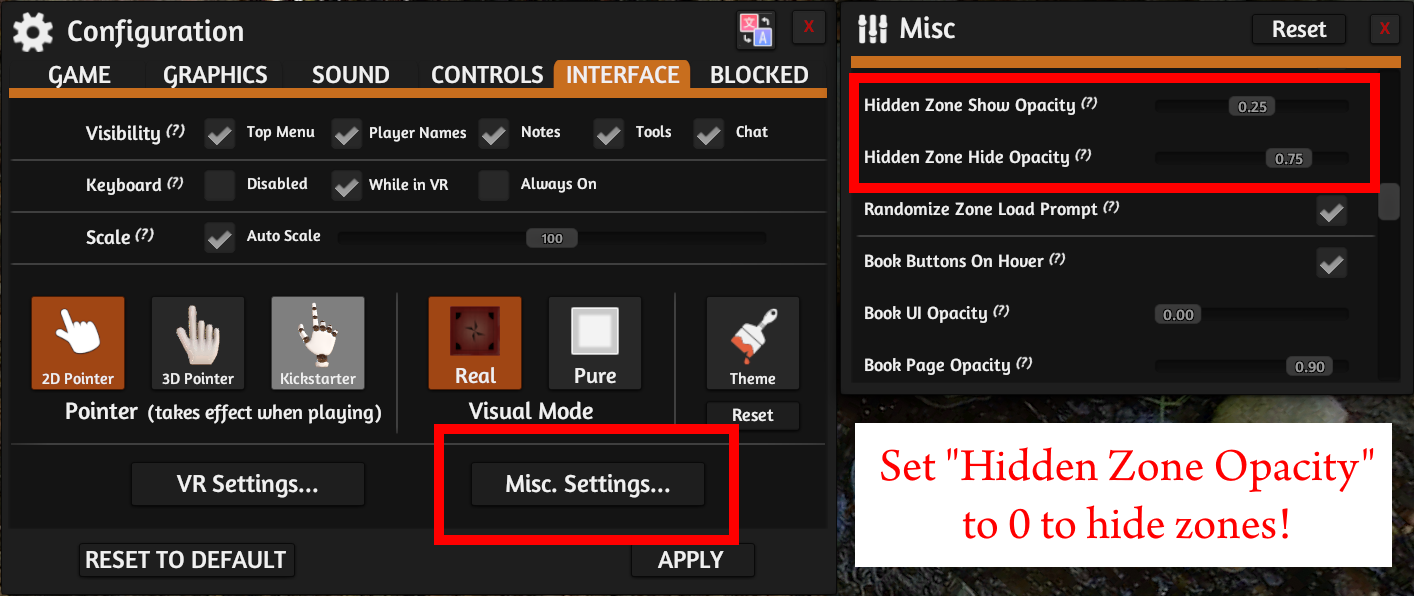 Configuration
文 A
X
GAME GRAPHICS SOUND CONTROLS INTERFACE BLOCKED
Visibility (?) Top Menu Player Names Notes Tools Chat
Keyboard (?) Disabled While in VR Always On
Scale (?) Auto Scale 100
2D Pointer 3D Pointer Kickstarter Real Pure Theme
Pointer (takes effect when playing) Visual Mode Reset
VR Settings... Misc. Settings...
RESET TO DEFAULT APPLY
Misc Reset X
Hidden Zone Show Opacity (?) 0.25
Hidden Zone Hide Opacity (?) 0.75
Randomize Zone Load Prompt (?)
Book Buttons On Hover (?)
Book UI Opacity (?) 0.00
Book Page Opacity (?) 0.90
Set "Hidden Zone Opacity"
to 0 to hide zones!